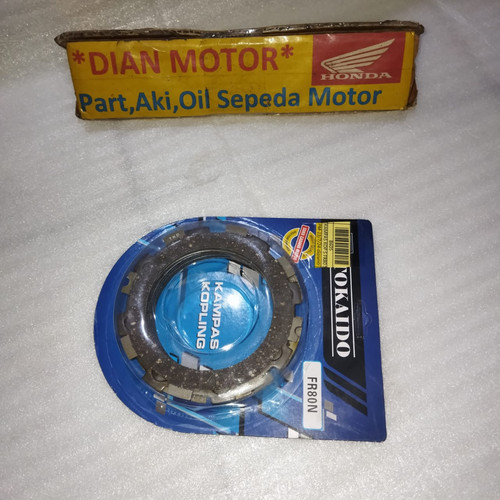 *DIAN MOTOR*
HONDA
Part,Aki,Oil Sepeda Motor
KAMPAS
KOPLING
YOKAIDO
FR80N